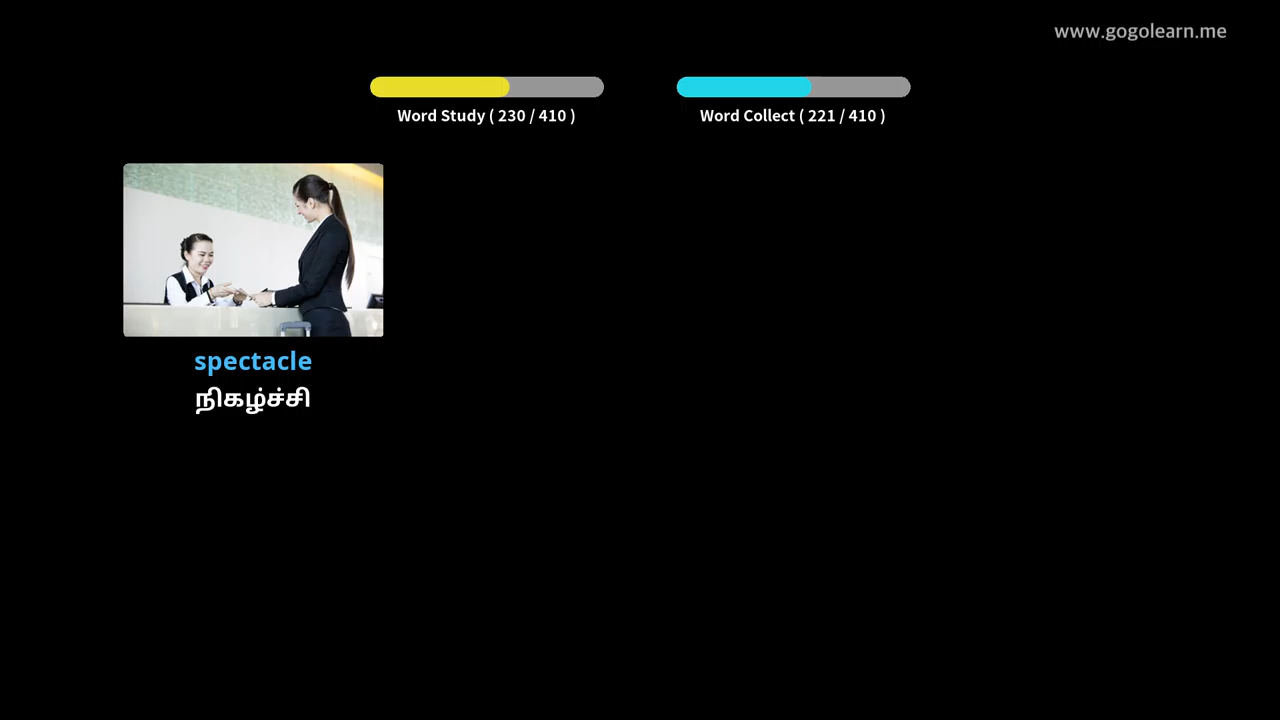 www.gogolearn.me
Word Study ( 230 / 410 )
Word Collect ( 221 / 410 )
spectacle
நிகழ்ச்சி